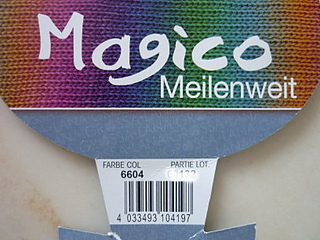 Magico
Meilenweit
FARBE COL PARTIE LOT.
6604
4 033493 104197